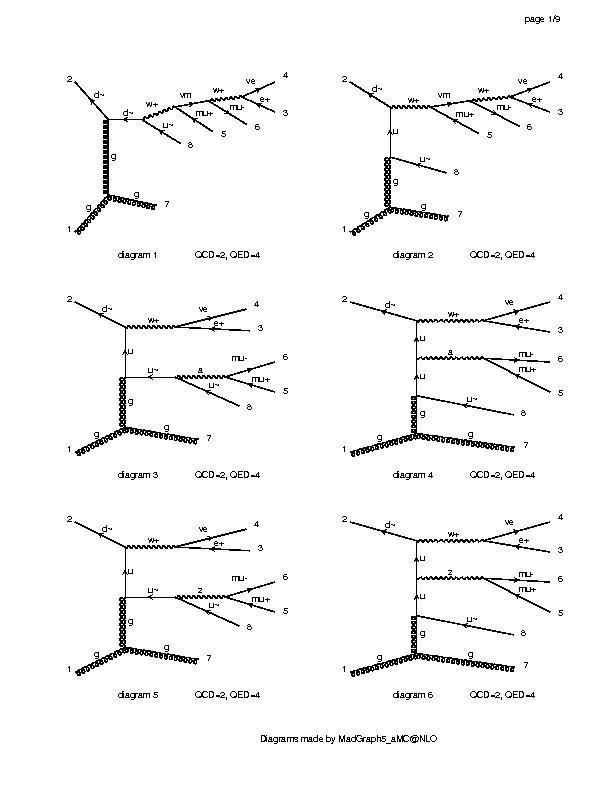 page 1/9
2 d~ w+ vm w+ ve 4
e+ 3
mu- 6
d~ mu+ 5
u~ 8
g
g g 7
1
diagram 1 QCD=2, QED=4
2 d~ w+ vm w+ ve 4
e+ 3
mu- 6
mu+ 5
u
u~ 8
g
g g 7
1
diagram 2 QCD=2, QED=4
2 d~ w+ ve 4
e+ 3
u
u~ a mu- 6
mu+ 5
u~ 8
g
g g 7
1
diagram 3 QCD=2, QED=4
2 d~ w+ ve 4
e+ 3
u
a mu- 6
mu+ 5
u
u~ 8
g
g g 7
1
diagram 4 QCD=2, QED=4
2 d~ w+ ve 4
e+ 3
u
u~ z mu- 6
mu+ 5
u~ 8
g
g g 7
1
diagram 5 QCD=2, QED=4
2 d~ w+ ve 4
e+ 3
u
z mu- 6
mu+ 5
u
u~ 8
g
g g 7
1
diagram 6 QCD=2, QED=4
Diagrams made by MadGraph5_aMC@NLO